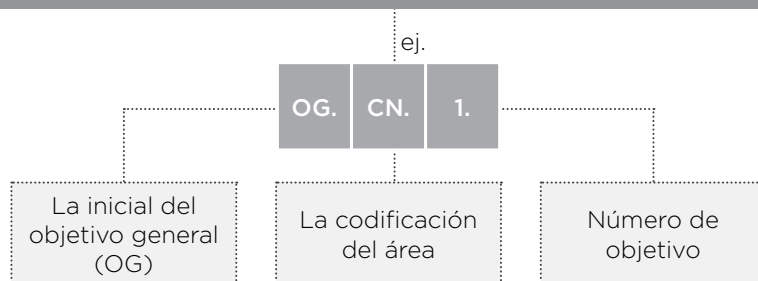 ej.
OG. CN. 1.
La inicial del
objetivo general
(OG)
La codificación
del área
Número de
objetivo